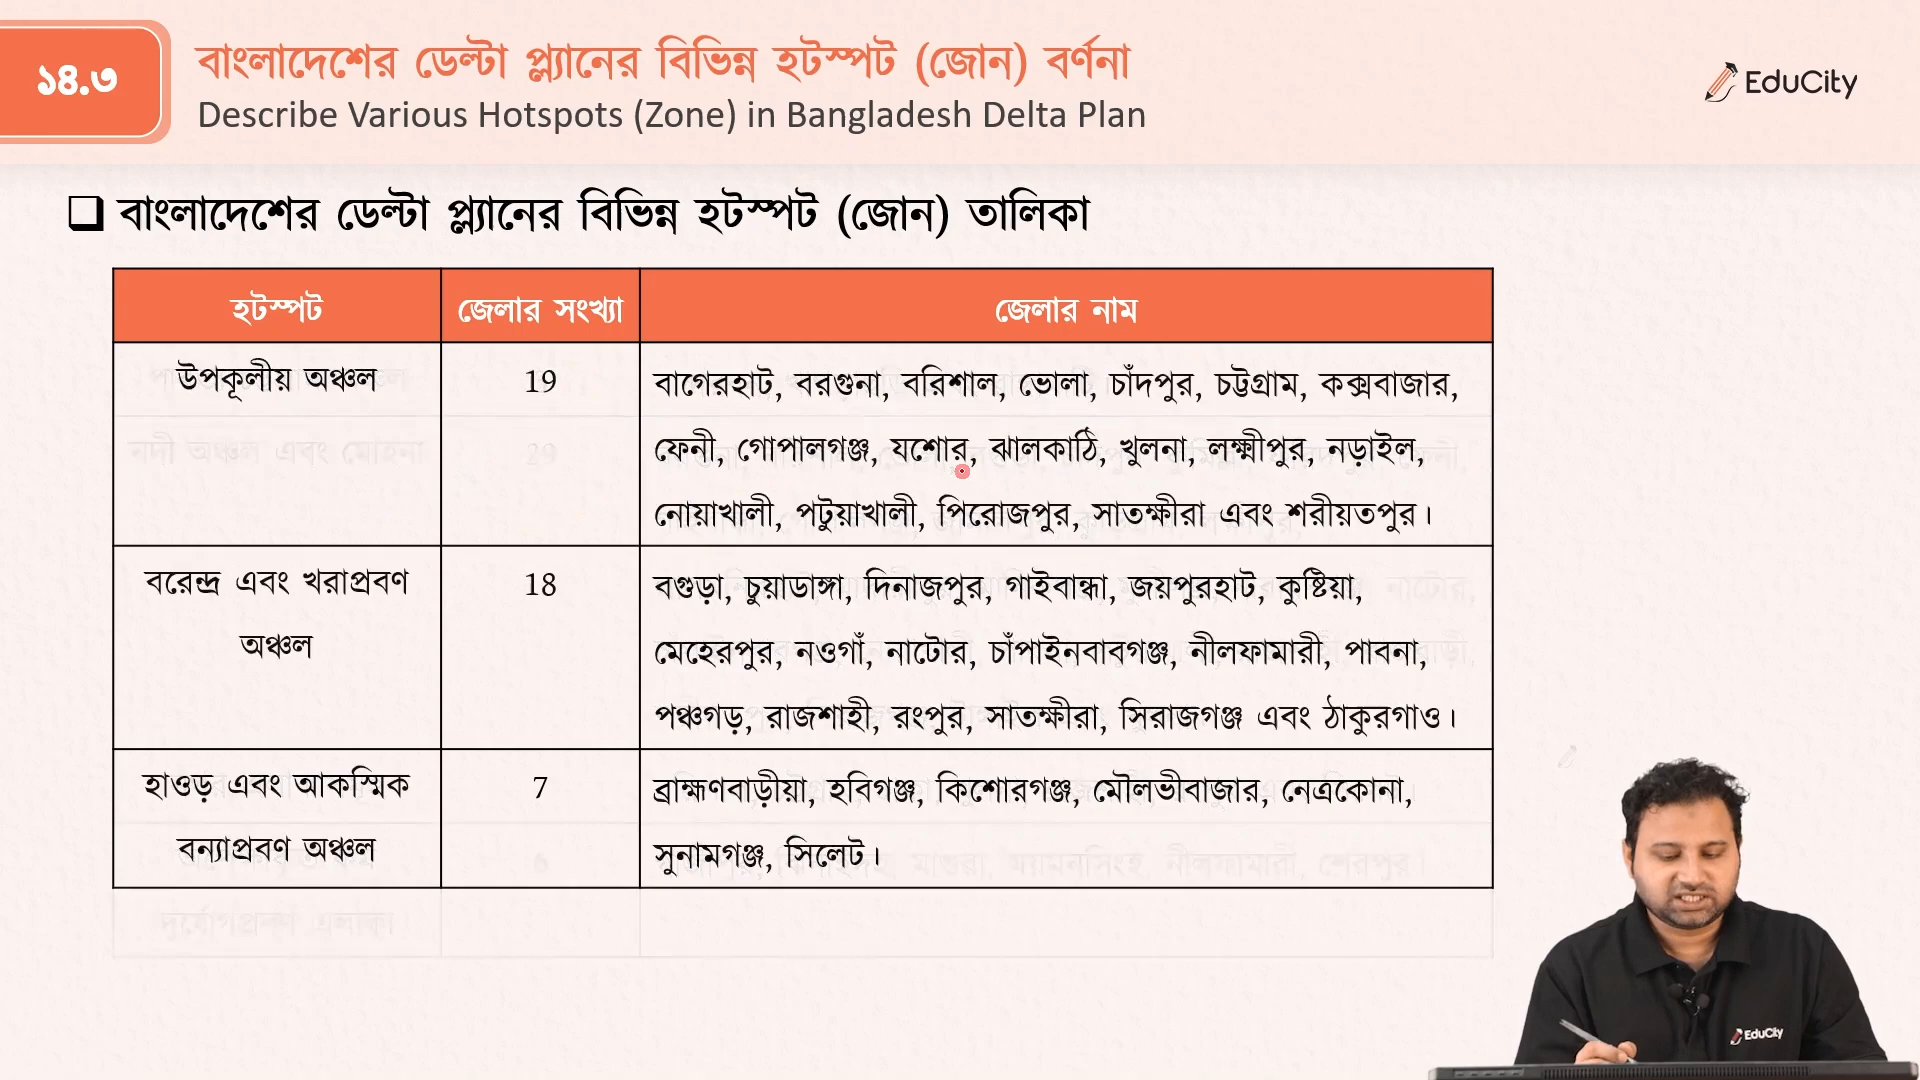 ১৪.৩
বাংলাদেশের ডেল্টা প্ল্যানের বিভিন্ন হটস্পট (জোন) বর্ণনা
Describe Various Hotspots (Zone) in Bangladesh Delta Plan
EduCity
❑ বাংলাদেশের ডেল্টা প্ল্যানের বিভিন্ন হটস্পট (জোন) তালিকা
হটস্পট জেলার সংখ্যা জেলার নাম
উপকূলীয় অঞ্চল 19 বাগেরহাট, বরগুনা, বরিশাল, ভোলা, চাঁদপুর, চট্টগ্রাম, কক্সবাজার,
ফেনী, গোপালগঞ্জ, যশোর, ঝালকাঠি, খুলনা, লক্ষ্মীপুর, নড়াইল,
নোয়াখালী, পটুয়াখালী, পিরোজপুর, সাতক্ষীরা এবং শরীয়তপুর।
বরেন্দ্র এবং খরাপ্রবণ 18 বগুড়া, চুয়াডাঙ্গা, দিনাজপুর, গাইবান্ধা, জয়পুরহাট, কুষ্টিয়া,
অঞ্চল মেহেরপুর, নওগাঁ, নাটোর, চাঁপাইনবাবগঞ্জ, নীলফামারী, পাবনা,
পঞ্চগড়, রাজশাহী, রংপুর, সাতক্ষীরা, সিরাজগঞ্জ এবং ঠাকুরগাও।
হাওড় এবং আকস্মিক 7 ব্রাহ্মণবাড়ীয়া, হবিগঞ্জ, কিশোরগঞ্জ, মৌলভীবাজার, নেত্রকোনা,
বন্যাপ্রবণ অঞ্চল সুনামগঞ্জ, সিলেট।
EduCity